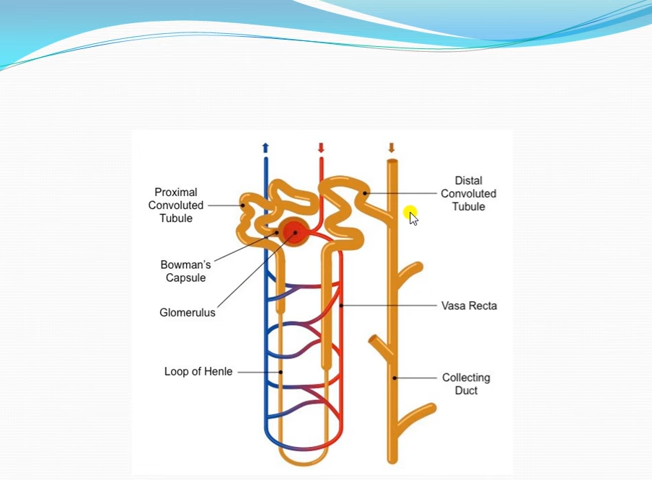 Proximal
Convoluted
Tubule
Bowman's
Capsule
Glomerulus
Loop of Henle
Distal
Convoluted
Tubule
Vasa Recta
Collecting
Duct